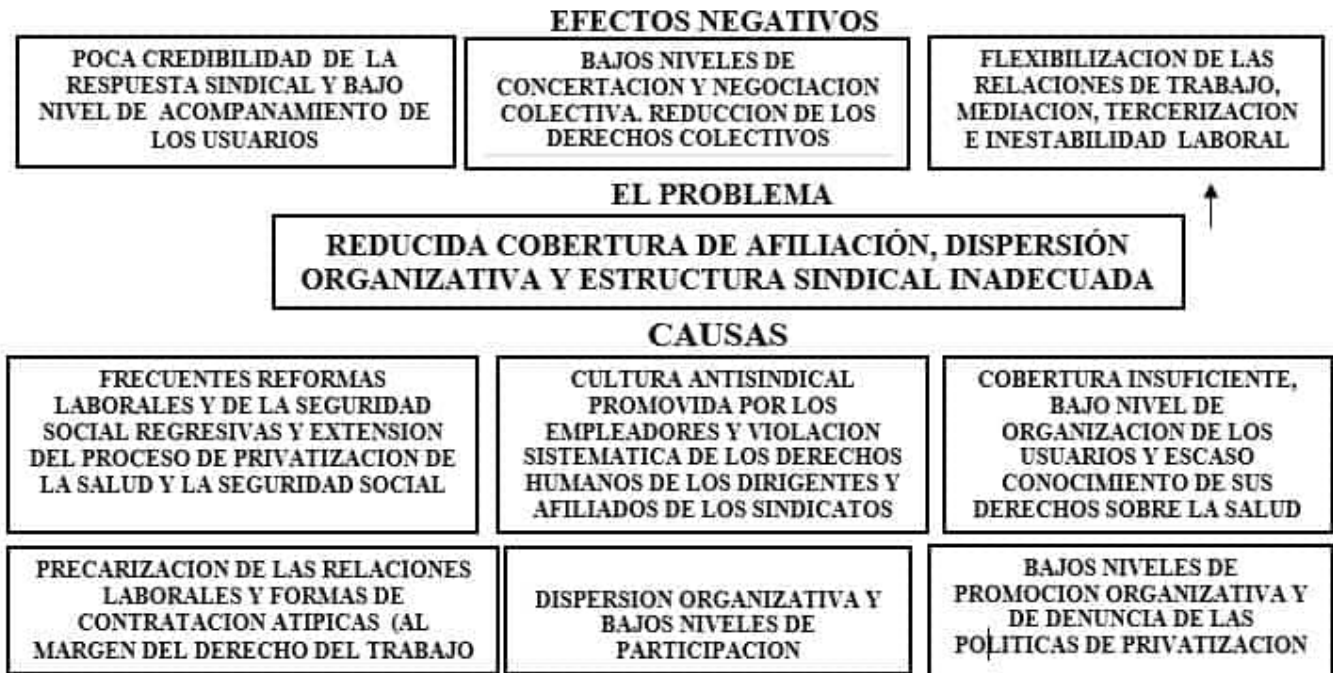 EFECTOS NEGATIVOS
POCA CREDIBILIDAD DE LA
RESPUESTA SINDICAL Y BAJO
NIVEL DE ACOMPANAMIENTO DE
LOS USUARIOS
BAJOS NIVELES DE
CONCERTACION Y NEGOCIACION
COLECTIVA. REDUCCION DE LOS
DERECHOS COLECTIVOS
FLEXIBILIZACION DE LAS
RELACIONES DE TRABAJO,
MEDIACION, TERCERIZACION
E INESTABILIDAD LABORAL
EL PROBLEMA
REDUCIDA COBERTURA DE AFILIACIÓN, DISPERSIÓN
ORGANIZATIVA Y ESTRUCTURA SINDICAL INADECUADA
CAUSAS
FRECUENTES REFORMAS
LABORALES Y DE LA SEGURIDAD
SOCIAL REGRESIVAS Y EXTENSION
DEL PROCESO DE PRIVATIZACION DE
LA SALUD Y LA SEGURIDAD SOCIAL
CULTURA ANTISINDICAL
PROMOVIDA POR LOS
EMPLEADORES Y VIOLACION
SISTEMATICA DE LOS DERECHOS
HUMANOS DE LOS DIRIGENTES Y
AFILIADOS DE LOS SINDICATOS
COBERTURA INSUFICIENTE,
BAJO NIVEL DE
ORGANIZACION DE LOS
USUARIOS Y ESCASO
CONOCIMIENTO DE SUS
DERECHOS SOBRE LA SALUD
PRECARIZACION DE LAS RELACIONES
LABORALES Y FORMAS DE
CONTRATACION ATIPICAS (AL
MARGEN DEL DERECHO DEL TRABAJO
DISPERSION ORGANIZATIVA Y
BAJOS NIVELES DE
PARTICIPACION
BAJOS NIVELES DE
PROMOCION ORGANIZATIVA Y
DE DENUNCIA DE LAS
POLITICAS DE PRIVATIZACION